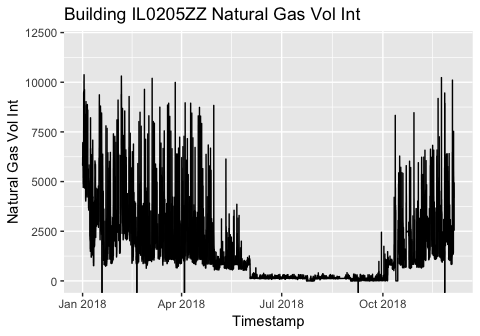 Building IL0205ZZ Natural Gas Vol Int
Natural Gas Vol Int
12500
10000
7500
5000
2500
0
Jan 2018 Apr 2018 Jul 2018 Oct 2018
Timestamp